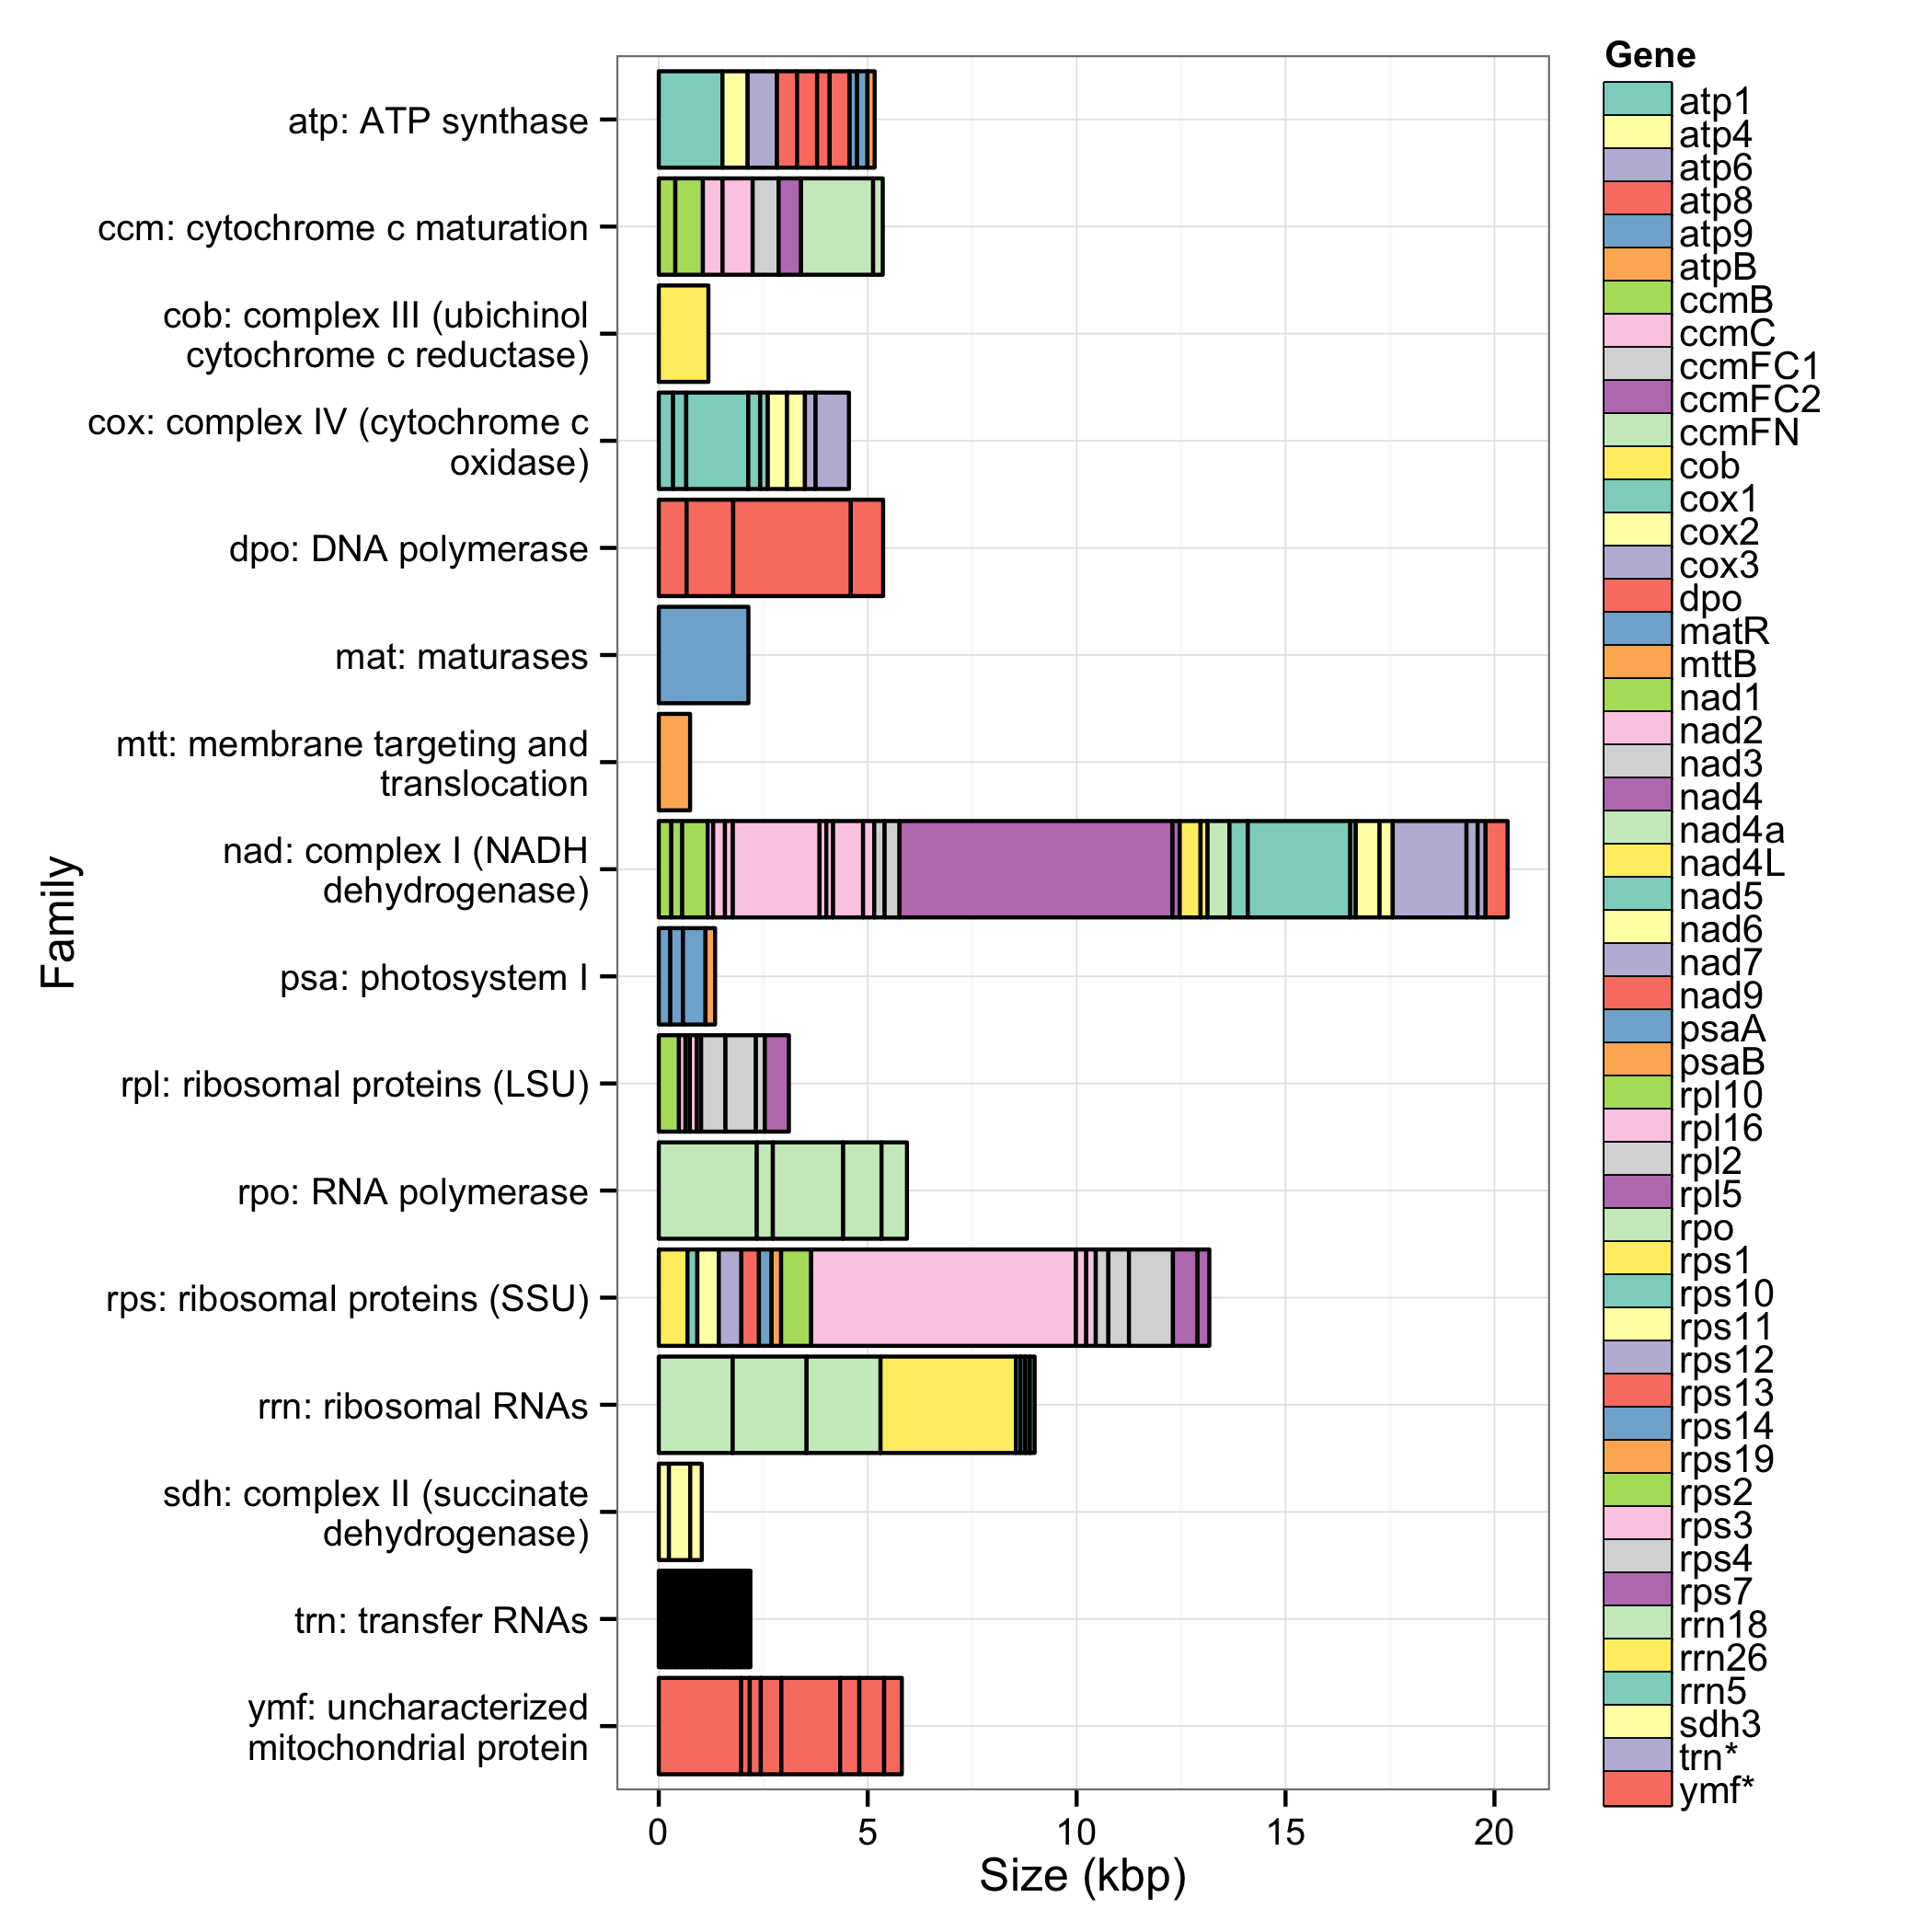 atp: ATP synthase
ccm: cytochrome c maturation
cob: complex III (ubichinol
cytochrome c reductase)
cox: complex IV (cytochrome c
oxidase)
dpo: DNA polymerase
mat: maturases
mtt: membrane targeting and
translocation
nad: complex I (NADH
dehydrogenase)
psa: photosystem I
rpl: ribosomal proteins (LSU)
rpo: RNA polymerase
rps: ribosomal proteins (SSU)
rrn: ribosomal RNAs
sdh: complex II (succinate
dehydrogenase)
trn: transfer RNAs
ymf: uncharacterized
mitochondrial protein
Family
0 5 10 15 20
Size (kbp)
Gene
atp1
atp4
atp6
atp8
atp9
atpB
ccmB
ccmC
ccmFC1
ccmFC2
ccmFN
cob
cox1
cox2
cox3
dpo
matR
mttB
nad1
nad2
nad3
nad4
nad4a
nad4L
nad5
nad6
nad7
nad9
psaA
psaB
rpl10
rpl16
rpl2
rpl5
rpo
rps1
rps10
rps11
rps12
rps13
rps14
rps19
rps2
rps3
rps4
rps7
rrn18
rrn26
rrn5
sdh3
trn*
ymf*